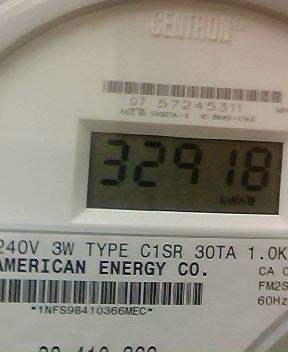 CENTRON®
07 57245311
32918
kWh
240V 3W TYPE C1SR 30TA 1.0K
AMERICAN ENERGY CO.
CA
FM2S
60Hz
*1NFS98410366MEC*